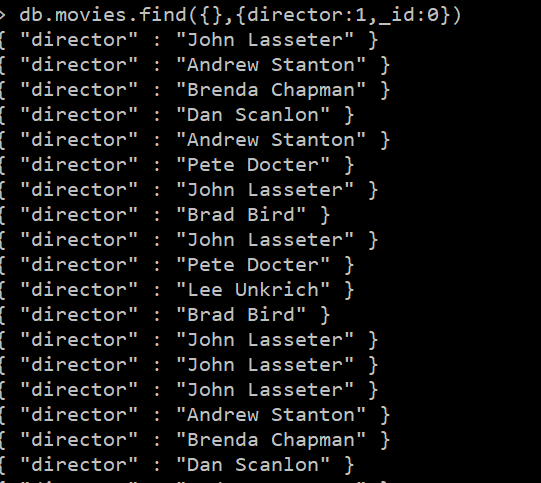 > db.movies.find({},{director:1,_id:0})
{ "director" : "John Lasseter" }
{ "director" : "Andrew Stanton" }
{ "director" : "Brenda Chapman" }
{ "director" : "Dan Scanlon" }
{ "director" : "Andrew Stanton" }
{ "director" : "Pete Docter" }
{ "director" : "John Lasseter" }
{ "director" : "Brad Bird" }
{ "director" : "John Lasseter" }
{ "director" : "Pete Docter" }
{ "director" : "Lee Unkrich" }
{ "director" : "Brad Bird" }
{ "director" : "John Lasseter" }
{ "director" : "John Lasseter" }
{ "director" : "John Lasseter" }
{ "director" : "Andrew Stanton" }
{ "director" : "Brenda Chapman" }
{ "director" : "Dan Scanlon" }